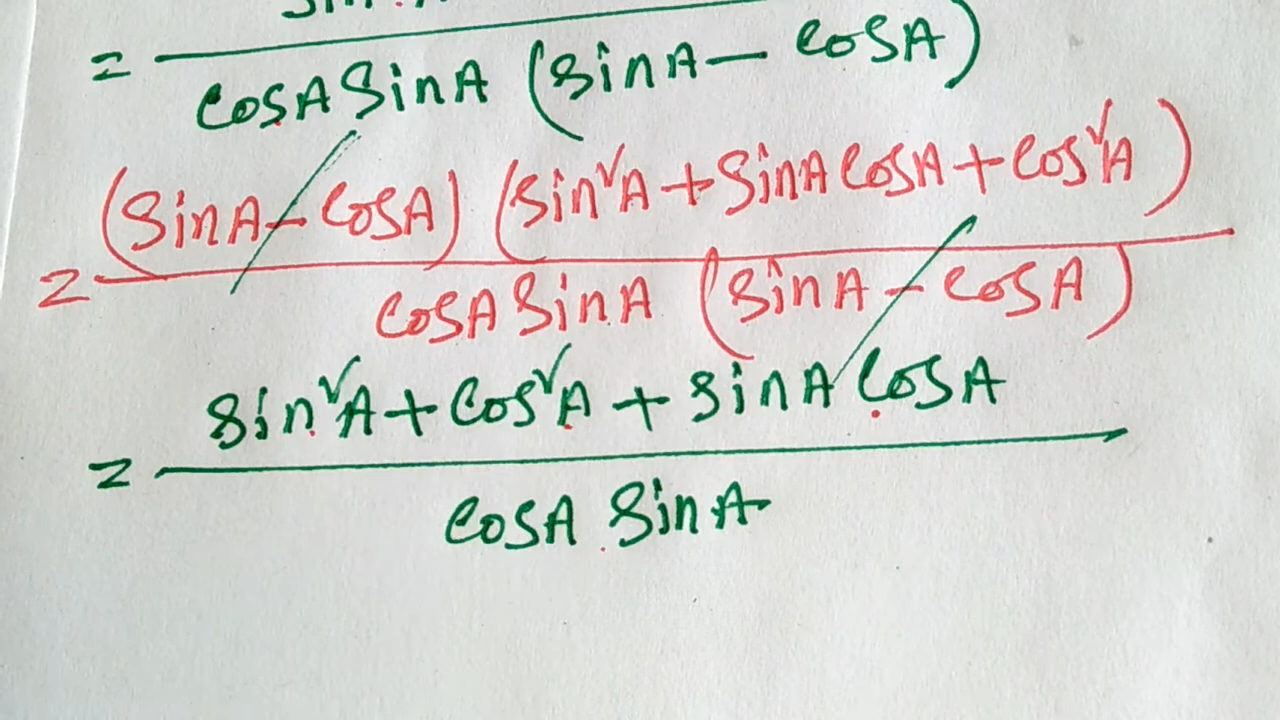 = 
cosA sinA (sinA - cosA)
(sinA - cosA) (sin²A + sinA cosA + cos²A)
=
cosA sinA (sinA - cosA)
sin²A + cos²A + sinA cosA
=
cosA sinA